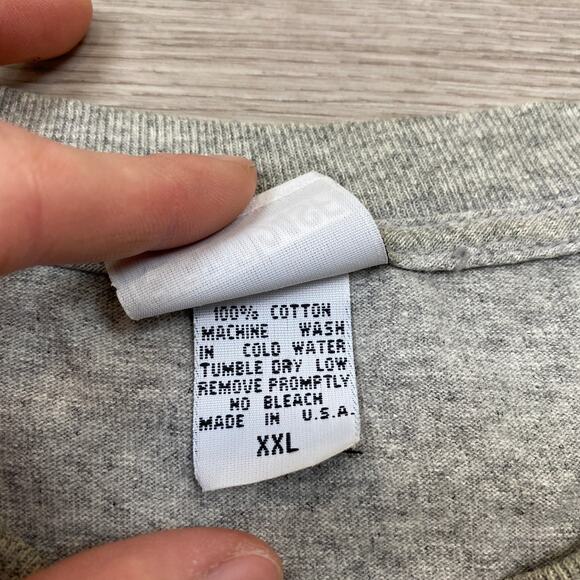 100% COTTON
MACHINE WASH
IN COLD WATER
TUMBLE DRY LOW
REMOVE PROMPTLY
NO BLEACH
MADE IN U.S.A.
XXL